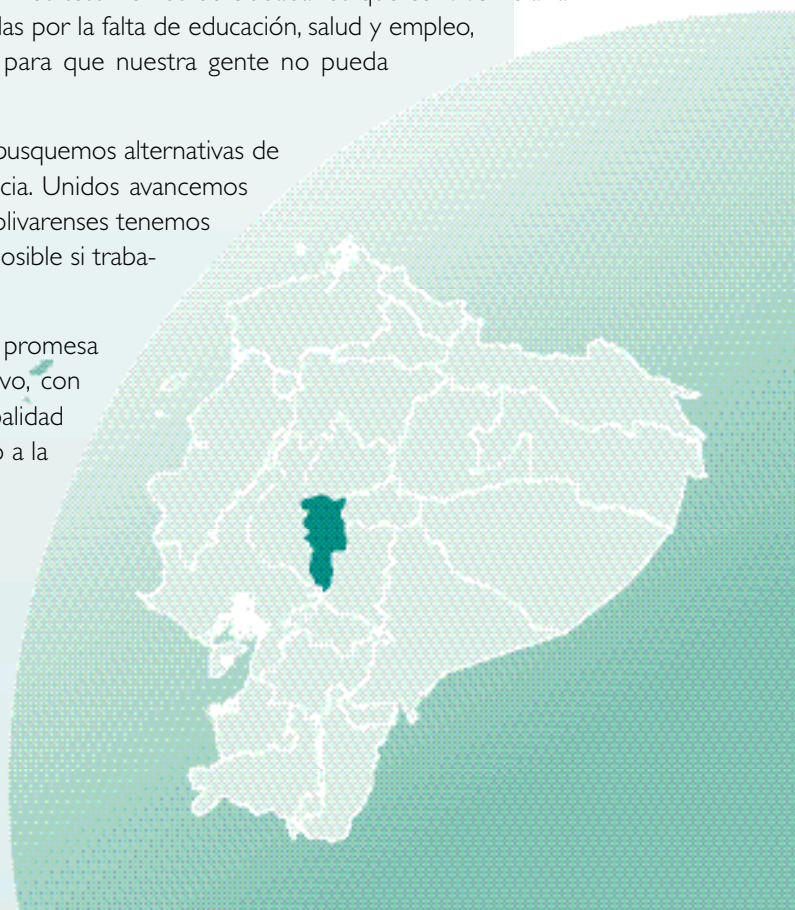 las por la falta de educación, salud y empleo,
para que nuestra gente no pueda
busquemos alternativas de
cia. Unidos avancemos
olivarenses tenemos
osible si traba-
promesa
vo, con
palidad
o a la